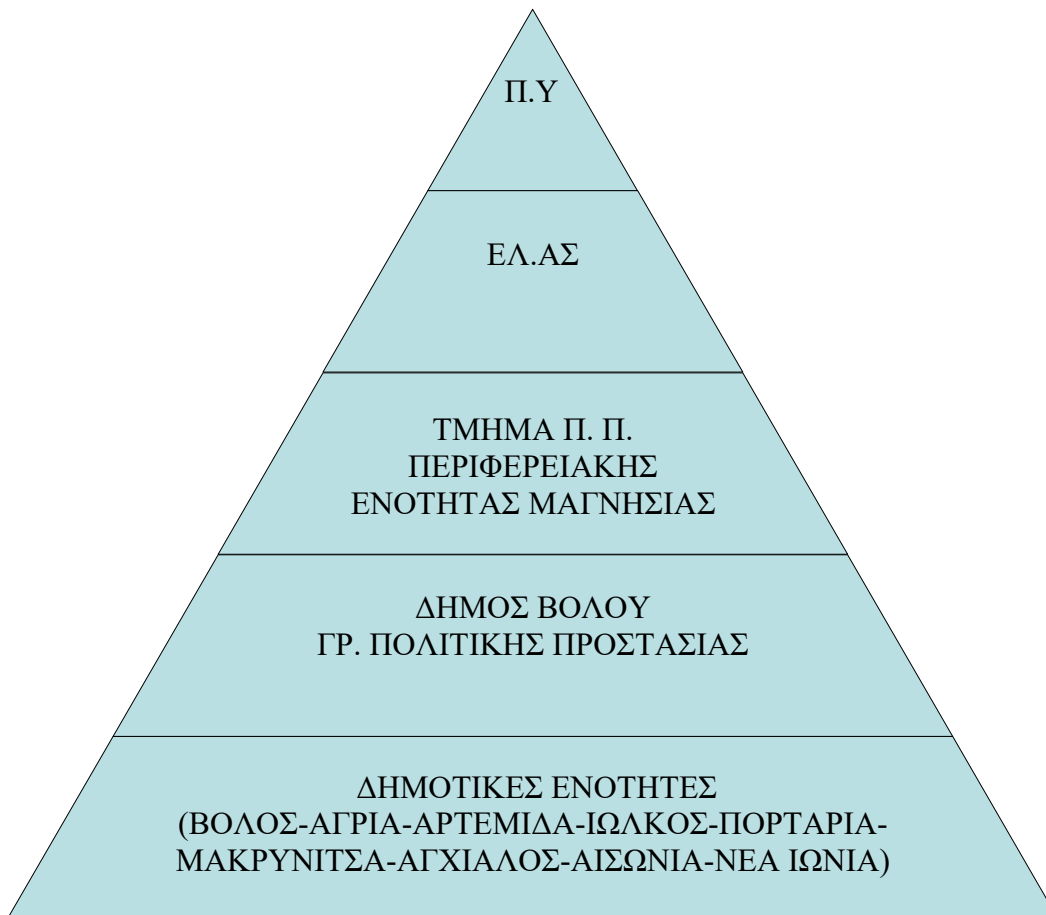 Π.Υ
ΕΛ.ΑΣ
ΤΜΗΜΑ Π. Π.
ΠΕΡΙΦΕΡΕΙΑΚΗΣ
ΕΝΟΤΗΤΑΣ ΜΑΓΝΗΣΙΑΣ
ΔΗΜΟΣ ΒΟΛΟΥ
ΓΡ. ΠΟΛΙΤΙΚΗΣ ΠΡΟΣΤΑΣΙΑΣ
ΔΗΜΟΤΙΚΕΣ ΕΝΟΤΗΤΕΣ
(ΒΟΛΟΣ-ΑΓΡΙΑ-ΑΡΤΕΜΙΔΑ-ΙΩΛΚΟΣ-ΠΟΡΤΑΡΙΑ-
ΜΑΚΡΥΝΙΤΣΑ-ΑΓΧΙΑΛΟΣ-ΑΙΣΩΝΙΑ-ΝΕΑ ΙΩΝΙΑ)